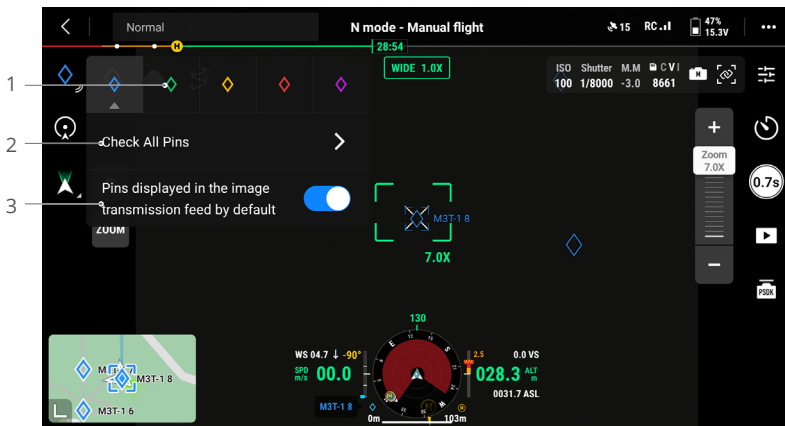 Normal
N mode - Manual flight
15
RC
47%
15.3V
H
28:54
WIDE 1.0X
ISO Shutter M.M C V I
100 1/8000 -3.0 8661
M
1
2
Check All Pins
3
Pins displayed in the image
transmission feed by default
ZOOM
+
Zoom
7.0X
−
0.7s
PSDK
M3T-1 8
7.0X
M3T-1 8
M3T-1 6
130
WS 04.7 ↓ -90°
SPD
m/s
00.0
E
12
15
S
W
2.5
0.0 VS
028.3 ALT
m
0031.7 ASL
M3T-1 8
0m
103m